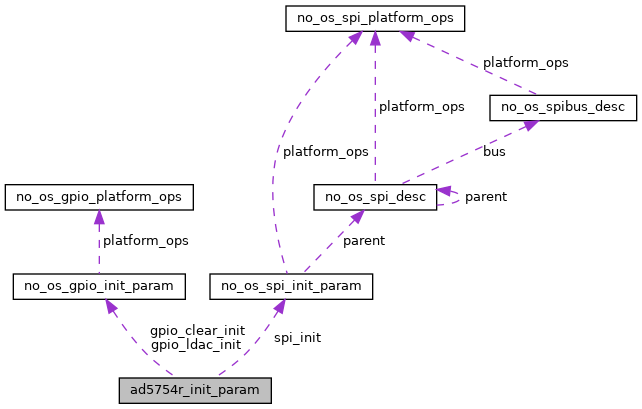 no_os_spi_platform_ops
platform_ops
no_os_spibus_desc
platform_ops
platform_ops
bus
no_os_gpio_platform_ops
no_os_spi_desc
parent
platform_ops
parent
no_os_gpio_init_param
no_os_spi_init_param
gpio_clear_init
gpio_ldac_init
spi_init
ad5754r_init_param